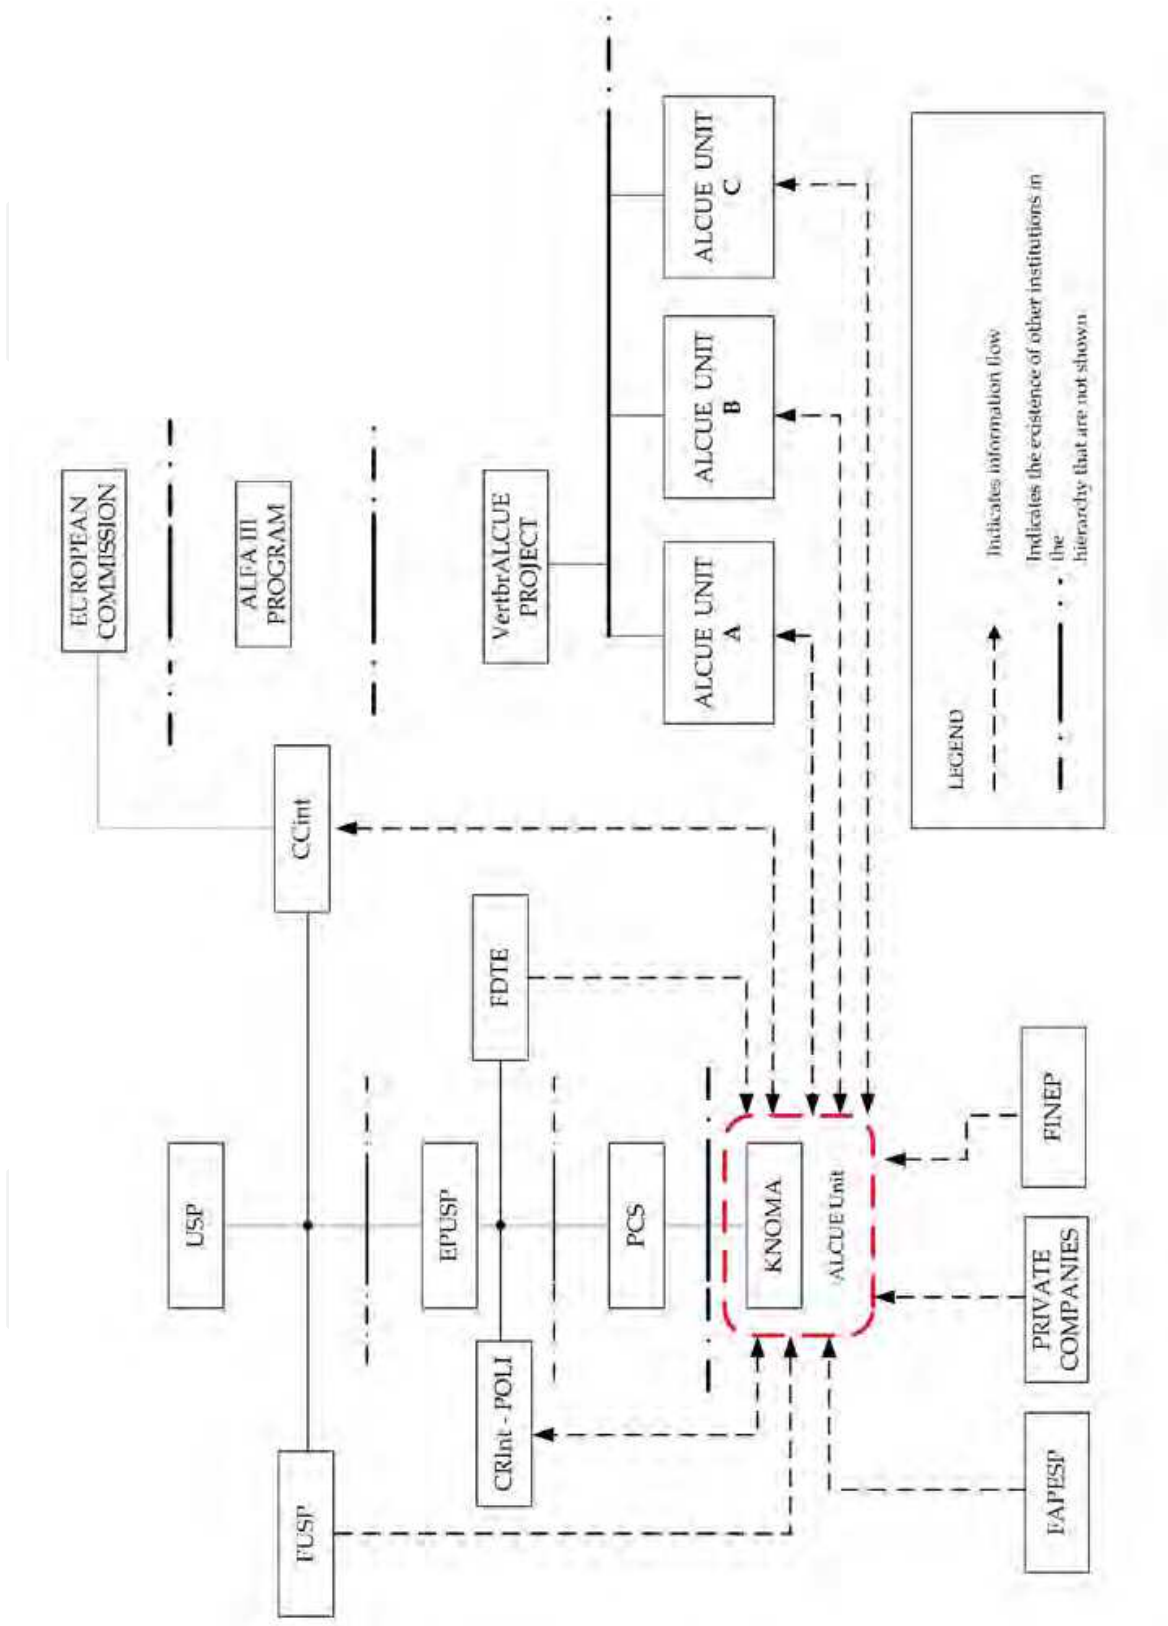 EUROPEAN
COMMISSION
ALFA III
PROGRAM
VertbrALCUE
PROJECT
ALCUE UNIT
A
ALCUE UNIT
B
ALCUE UNIT
C
USP
FUSP
CCint
EPUSP
CRInt - POLI
FDTE
PCS
KNOMA
ALCUE Unit
FAPESP
PRIVATE
COMPANIES
FINEP
LEGEND
Indicates information flow
Indicates the existence of other institutions in
the
hierarchy that are not shown